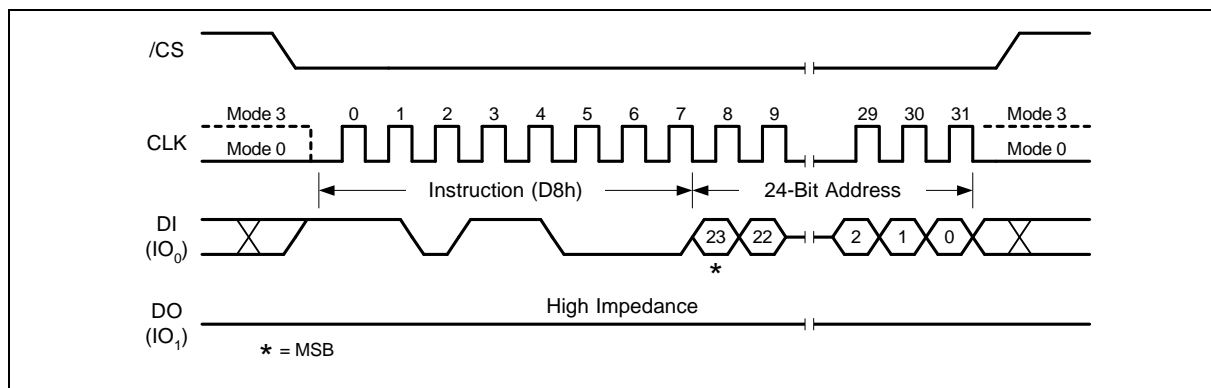 /CS
Mode 3 0 1 2 3 4 5 6 7 8 9 29 30 31 Mode 3
CLK
Mode 0 Mode 0
Instruction (D8h) 24-Bit Address
DI
(IO0)
23 22 2 1 0
*
High Impedance
DO
(IO1)
* = MSB